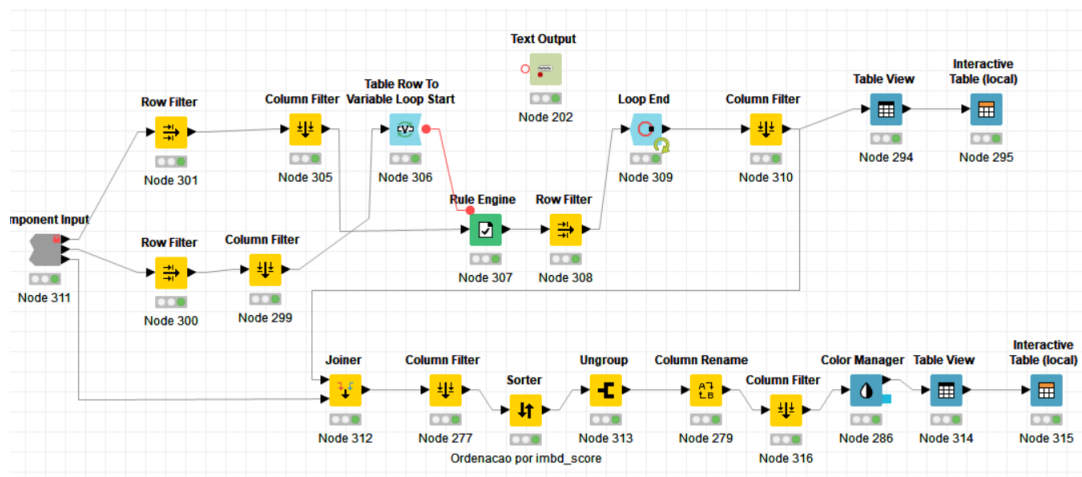 Text Output
Node 202
Row Filter
Node 301
Column Filter
Node 305
Table Row To
Variable Loop Start
Node 306
Loop End
Node 309
Column Filter
Node 310
Table View
Node 294
Interactive
Table (local)
Node 295
mponent Input
Node 311
Row Filter
Node 300
Column Filter
Node 299
Rule Engine
Node 307
Row Filter
Node 308
Joiner
Node 312
Column Filter
Node 277
Sorter
Ordenacao por imbd_score
Ungroup
Node 313
Column Rename
Node 279
Column Filter
Node 316
Color Manager
Node 286
Table View
Node 314
Interactive
Table (local)
Node 315